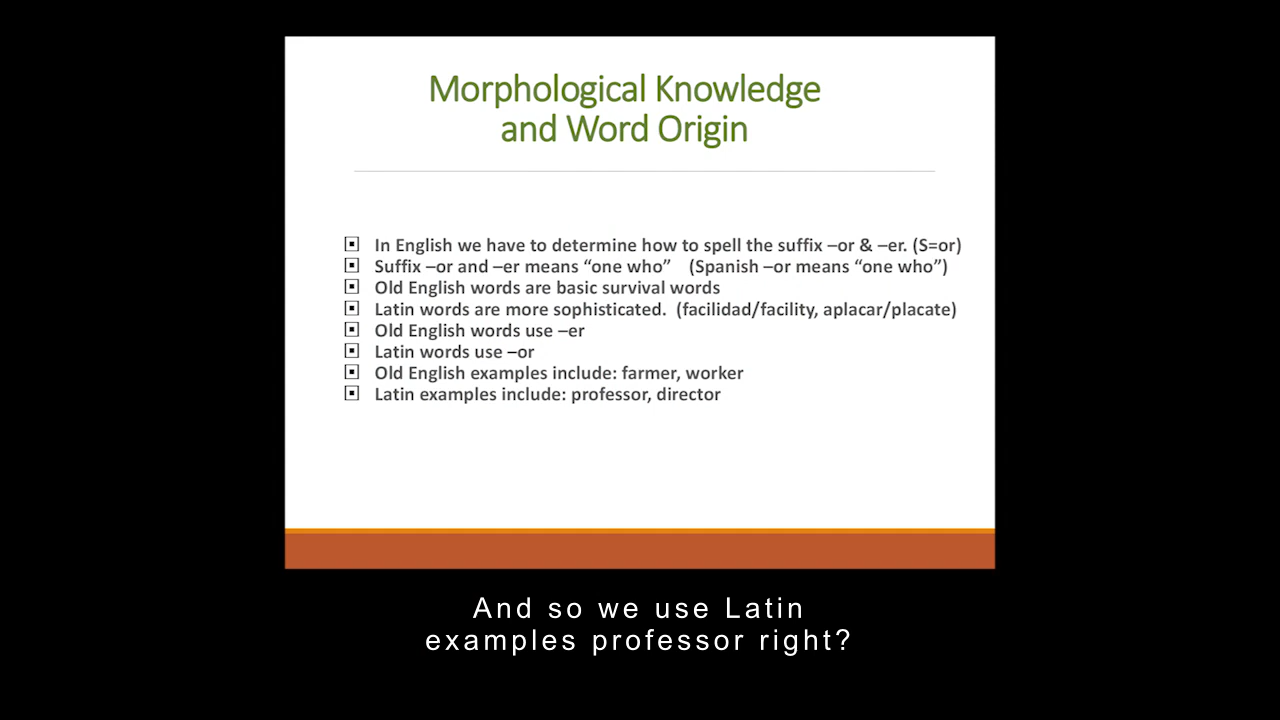 Morphological Knowledge
and Word Origin
In English we have to determine how to spell the suffix –or & –er. (S=or)
Suffix –or and –er means “one who” (Spanish –or means “one who”)
Old English words are basic survival words
Latin words are more sophisticated. (facilidad/facility, aplacar/placate)
Old English words use –er
Latin words use –or
Old English examples include: farmer, worker
Latin examples include: professor, director
And so we use Latin
examples professor right?